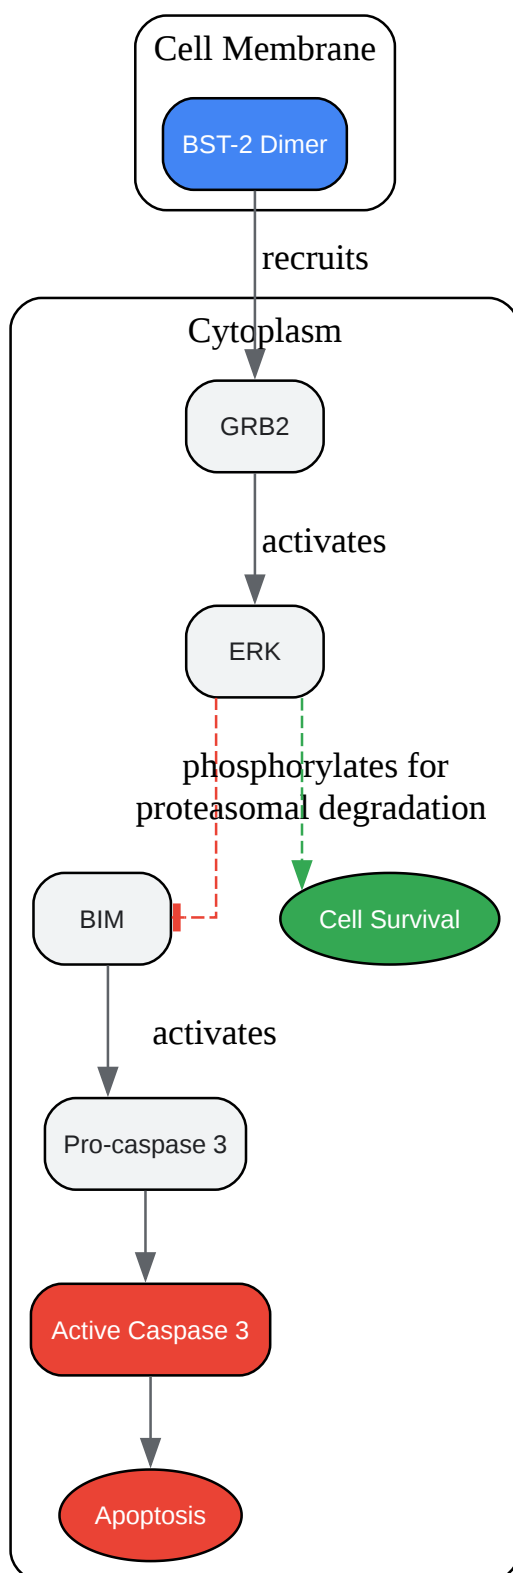 Cell Membrane
BST-2 Dimer
recruits
Cytoplasm
GRB2
activates
ERK
phosphorylates for
proteasomal degradation
BIM
Cell Survival
activates
Pro-caspase 3
Active Caspase 3
Apoptosis